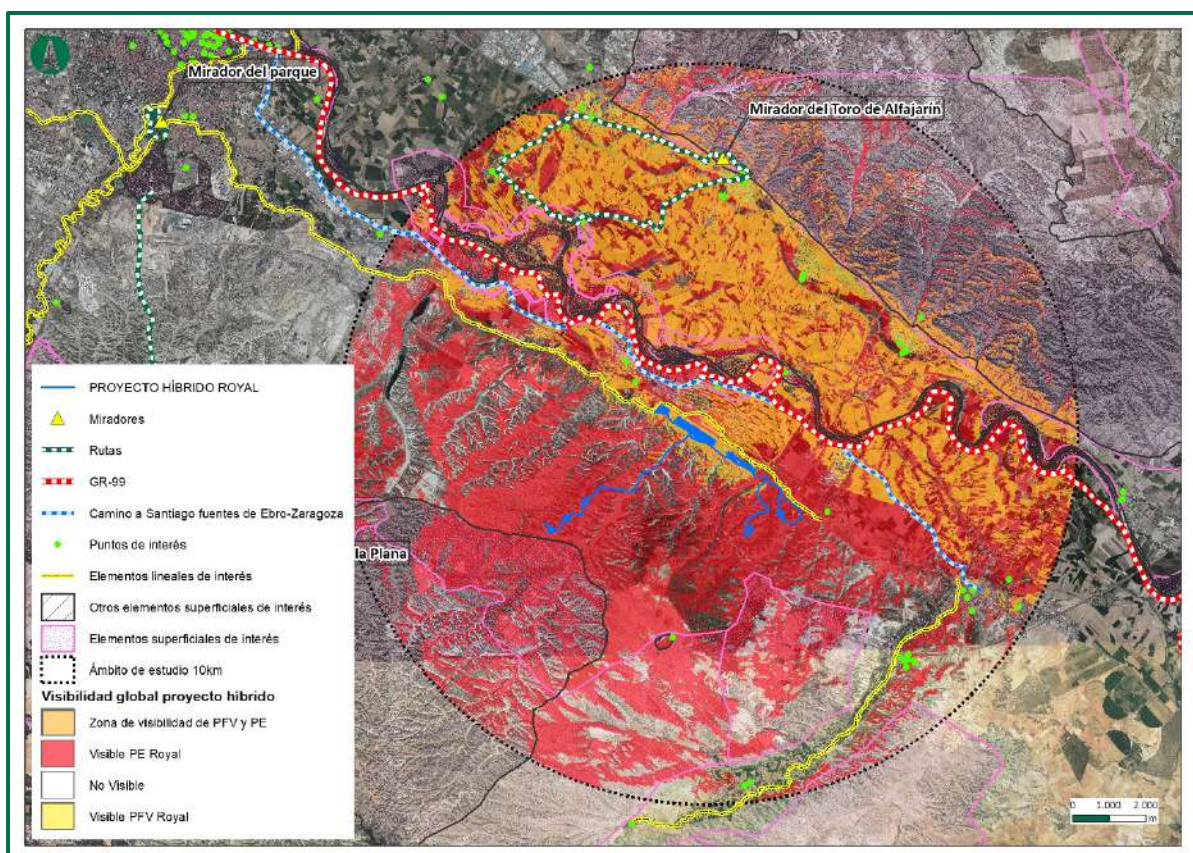 Mirador del parque
Mirador del Toro de Alfajarín
la Plana
PROYECTO HÍBRIDO ROYAL
Miradores
Rutas
GR-99
Camino a Santiago fuentes de Ebro-Zaragoza
Puntos de interés
Elementos lineales de interés
Otros elementos superficiales de interés
Elementos superficiales de interés
Ámbito de estudio 10km
Visibilidad global proyecto híbrido
Zona de visibilidad de PFV y PE
Visible PE Royal
No Visible
Visible PFV Royal
0 1.000 2.000
m